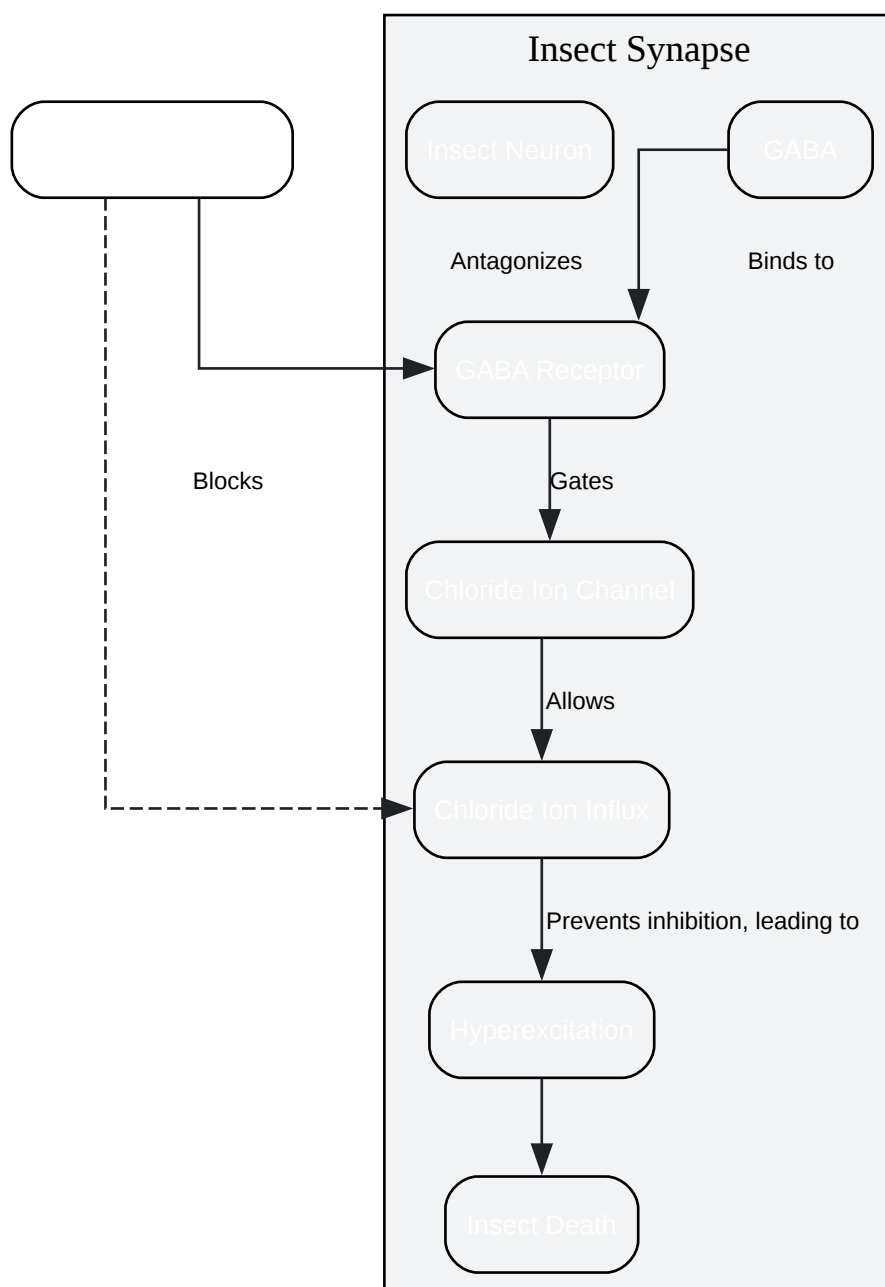 Insect Synapse
Insect Neuron
GABA
Antagonizes
Binds to
GABA Receptor
Blocks
Gates
Chloride Ion Channel
Allows
Chloride Ion Influx
Prevents inhibition, leading to
Hyperexcitation
Insect Death